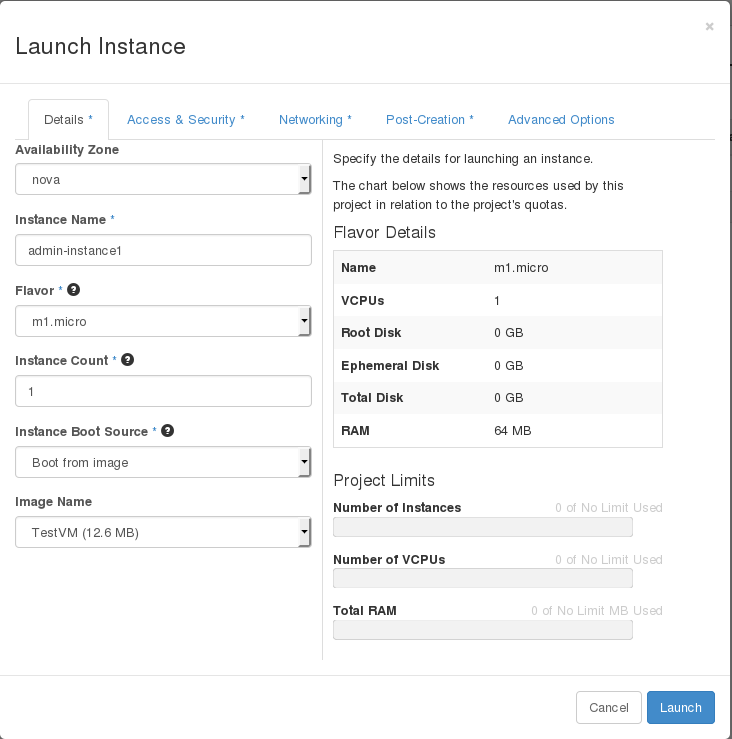 ×
Launch Instance
Details *
Access & Security *
Networking *
Post-Creation *
Advanced Options
Availability Zone
nova
Instance Name *
admin-instance1
Flavor * ?
m1.micro
Instance Count * ?
1
Instance Boot Source * ?
Boot from image
Image Name
TestVM (12.6 MB)
Specify the details for launching an instance.
The chart below shows the resources used by this
project in relation to the project's quotas.
Flavor Details
Name m1.micro
VCPUs 1
Root Disk 0 GB
Ephemeral Disk 0 GB
Total Disk 0 GB
RAM 64 MB
Project Limits
Number of Instances 0 of No Limit Used
Number of VCPUs 0 of No Limit Used
Total RAM 0 of No Limit MB Used
Cancel
Launch